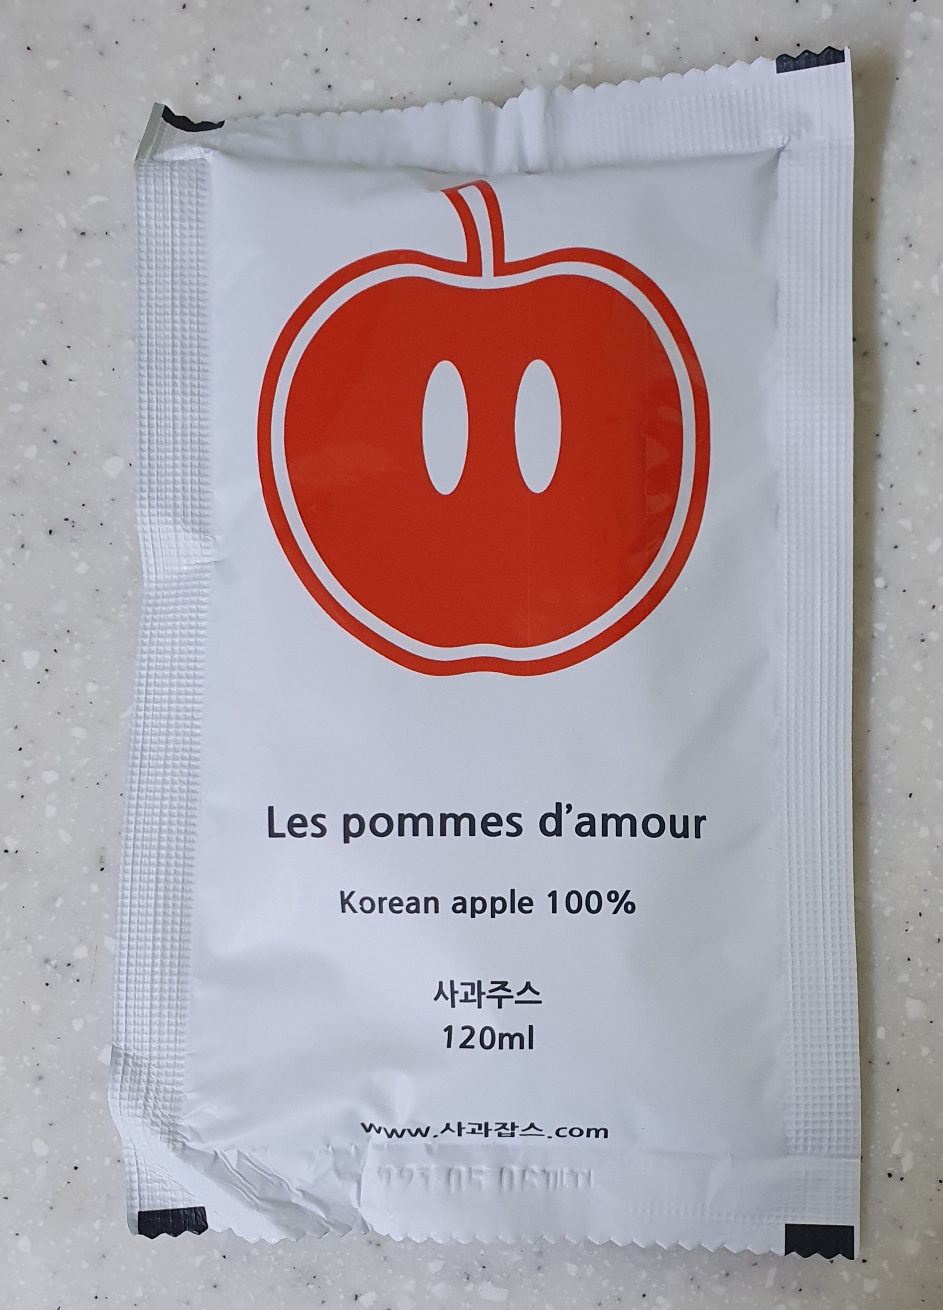 Les pommes d'amour
Korean apple 100%
사과주스
120ml
www.사과잡스.com